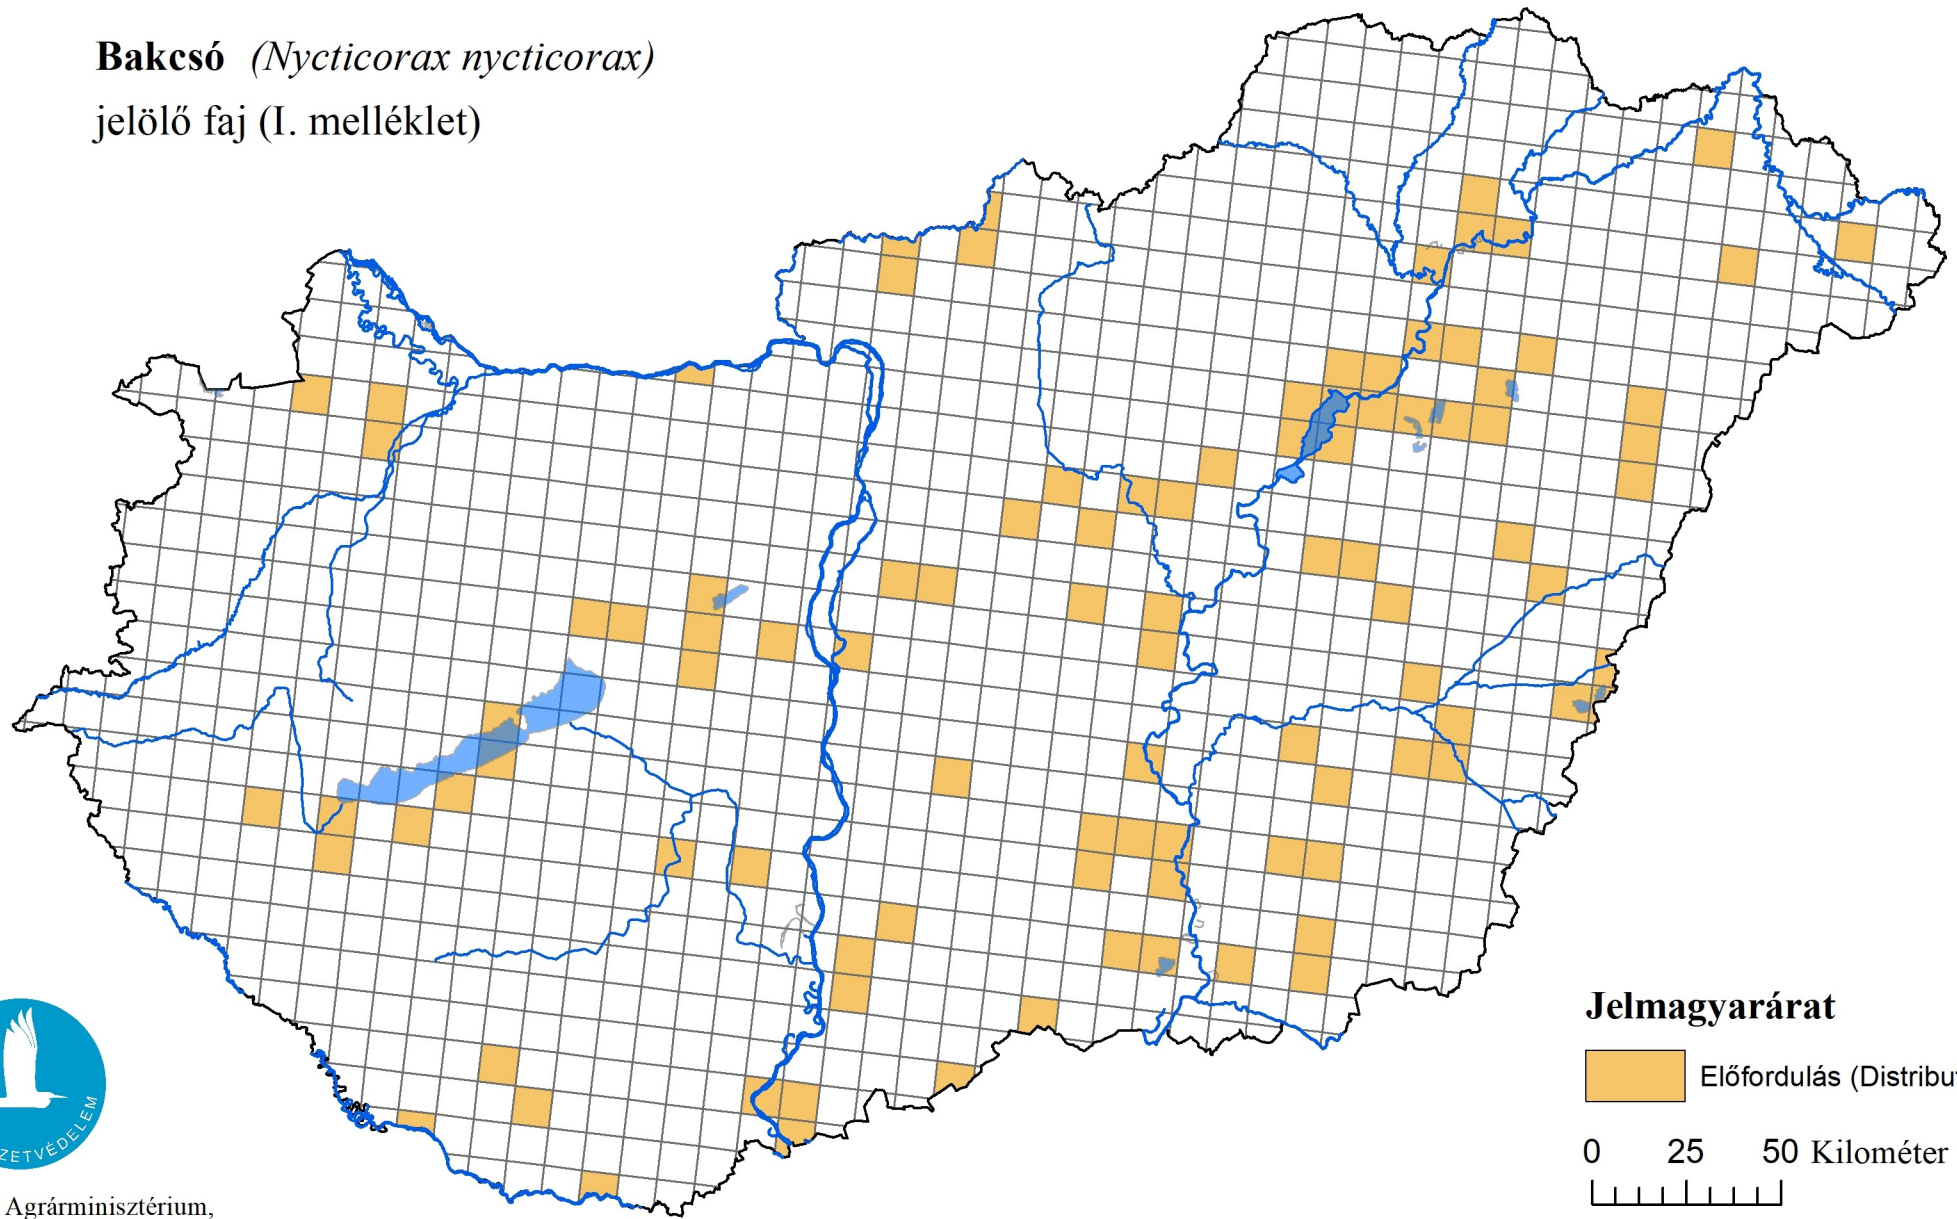 Bakcsó (Nycticorax nycticorax)
jelölő faj (I. melléklet)
Jelmagyarárat
Előfordulás (Distribu
0 25 50 Kilométer
ZETVÉDELEM
Agrárminisztérium,